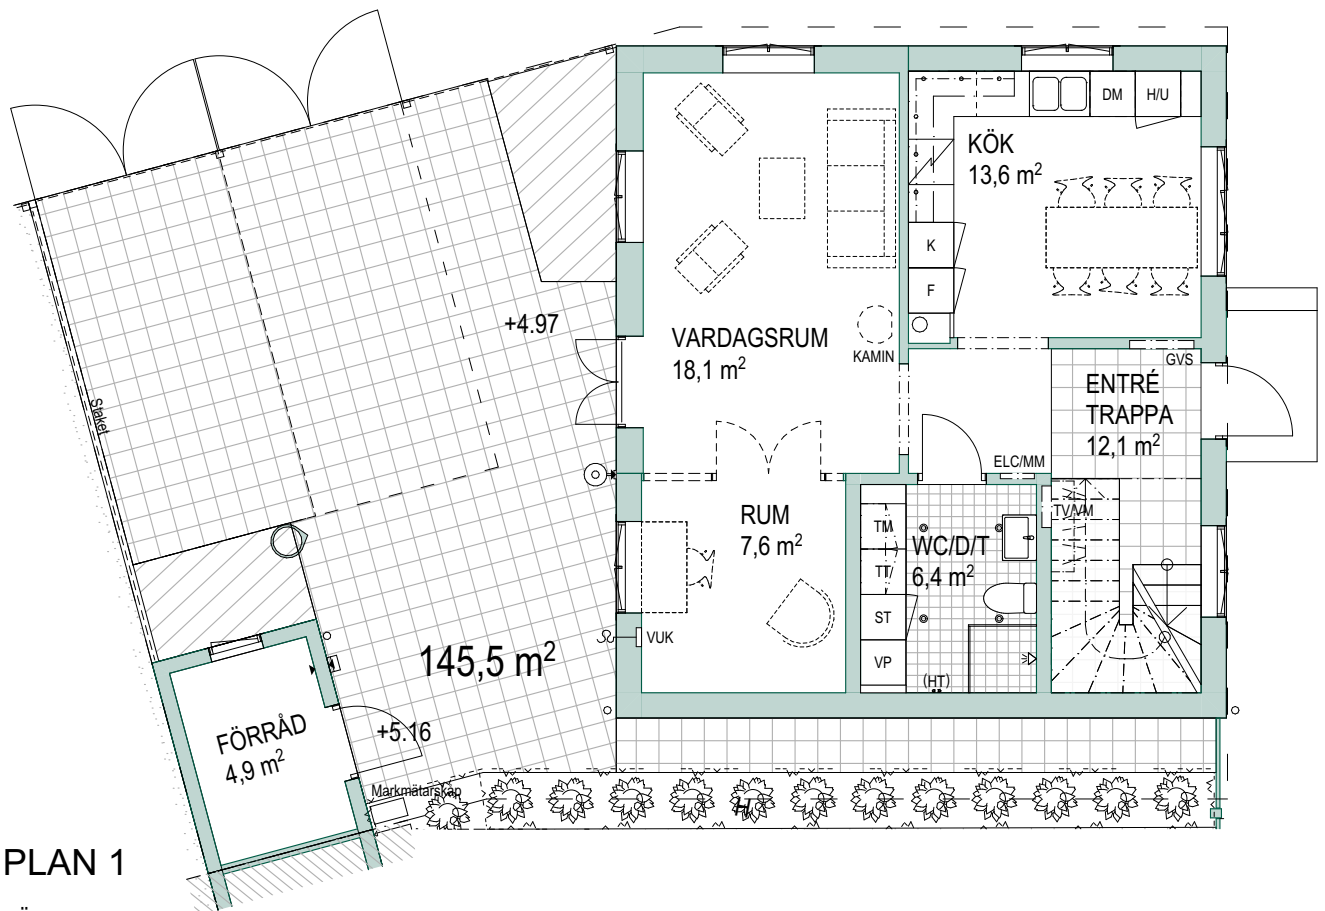 DM
H/U
KÖK
13,6 m²
K
F
+4.97
VARDAGSRUM
18,1 m²
KAMIN
GVS
ENTRÉ
TRAPPA
12,1 m²
Staket
ELC/MM
RUM
7,6 m²
TM
TT/
ST
VP
WC/D/T
6,4 m²
(HT)
TV/VM
VUK
145,5 m²
+5.16
FÖRRÅD
4,9 m²
Markmätarskåp
H
PLAN 1